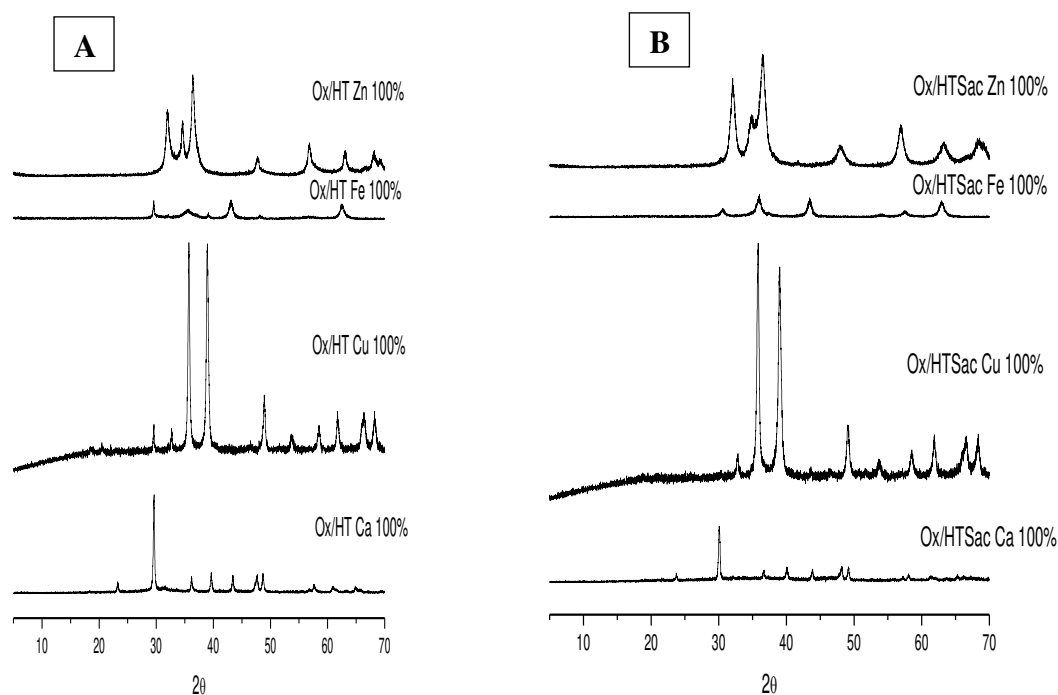 A
Ox/HT Zn 100%
Ox/HT Fe 100%
Ox/HT Cu 100%
Ox/HT Ca 100%
10 20 30 40 50 60 70
2θ
B
Ox/HTSac Zn 100%
Ox/HTSac Fe 100%
Ox/HTSac Cu 100%
Ox/HTSac Ca 100%
10 20 30 40 50 60 70
2θ